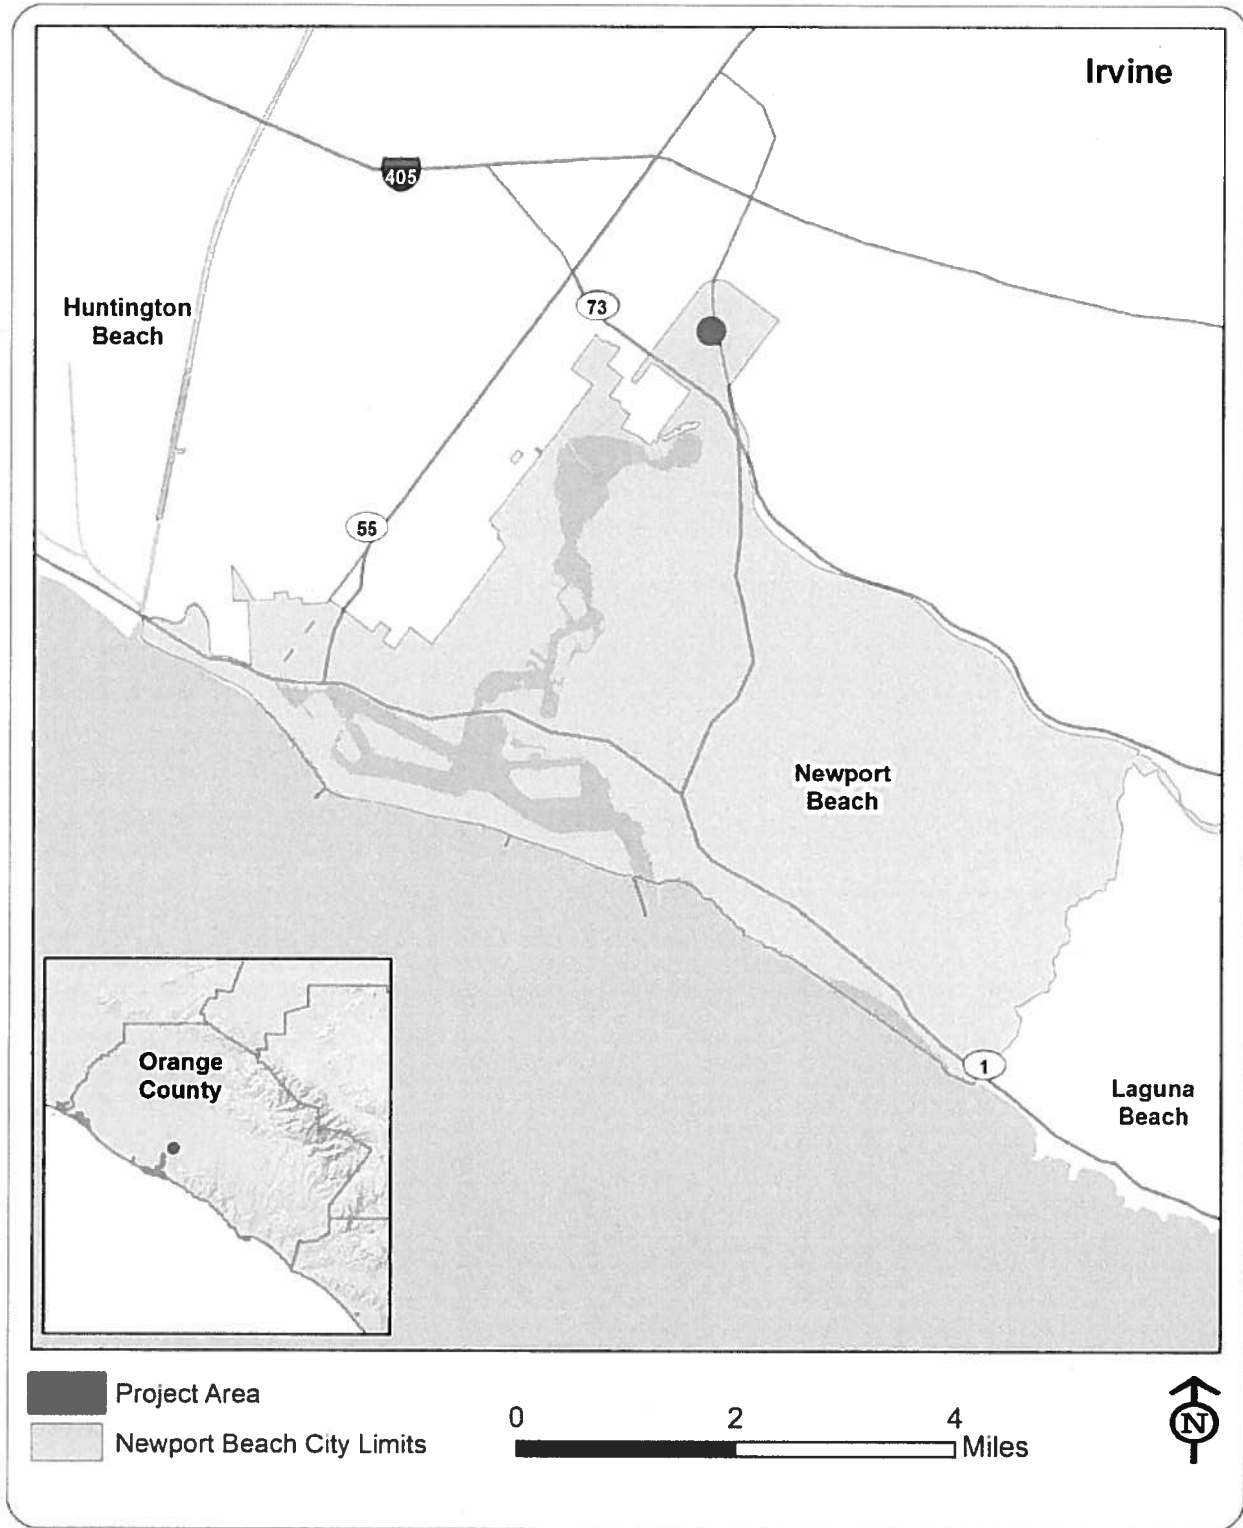 Irvine
405
Huntington
Beach
73
55
Newport
Beach
Orange
County
1
Laguna
Beach
Project Area
Newport Beach City Limits
0 2 4
Miles
N